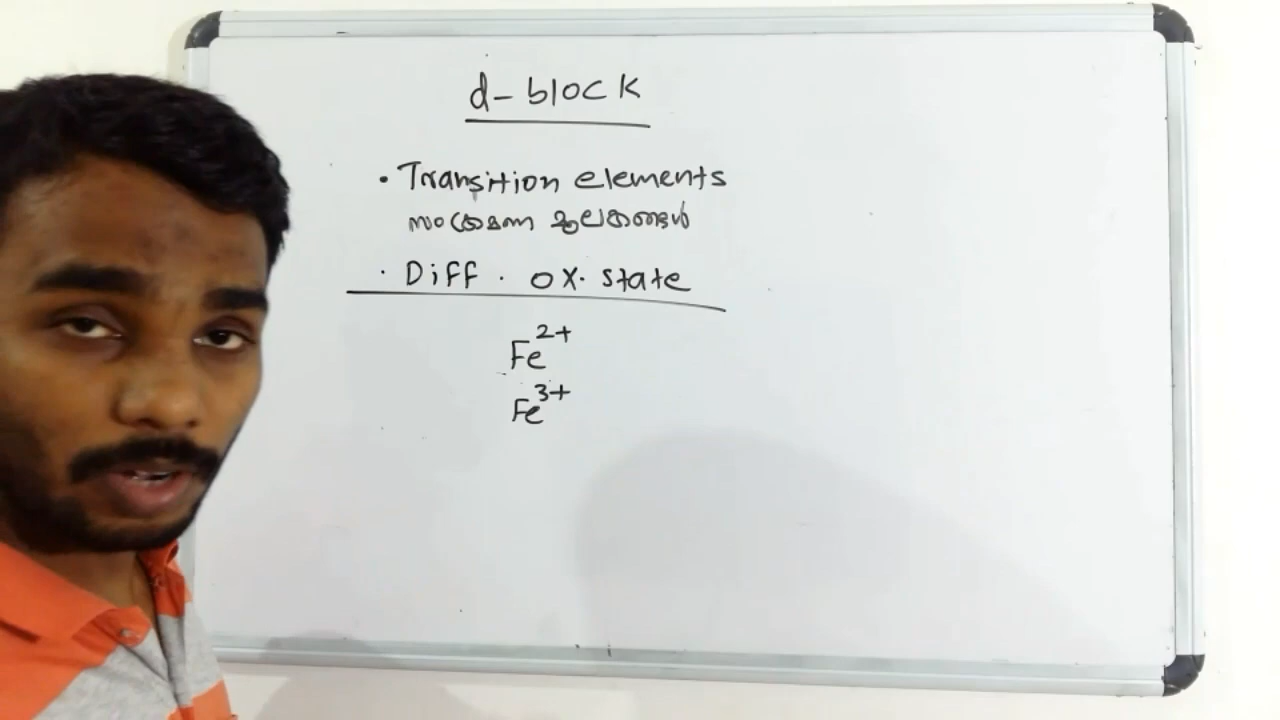 d-block
• Transition elements
സംക്രമണ മൂലകങ്ങൾ
• Diff. ox. state
Fe²⁺
Fe³⁺